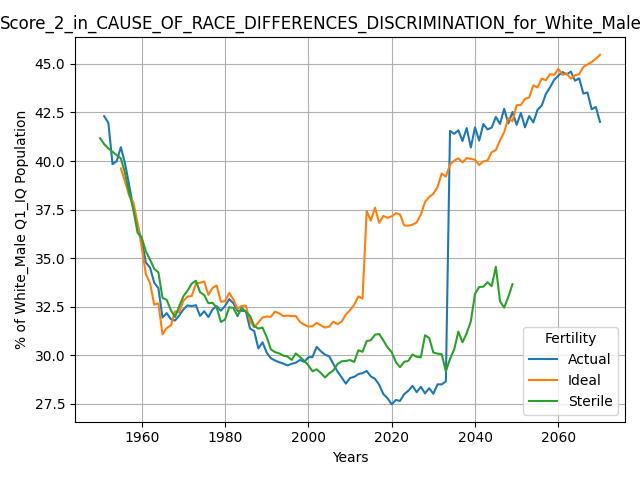 Score_2_in_CAUSE_OF_RACE_DIFFERENCES_DISCRIMINATION_for_White_Male
% of White_Male Q1_IQ Population
45.0
42.5
40.0
37.5
35.0
32.5
30.0
27.5
1960
1980
2000
2020
2040
2060
Years
Fertility
Actual
Ideal
Sterile